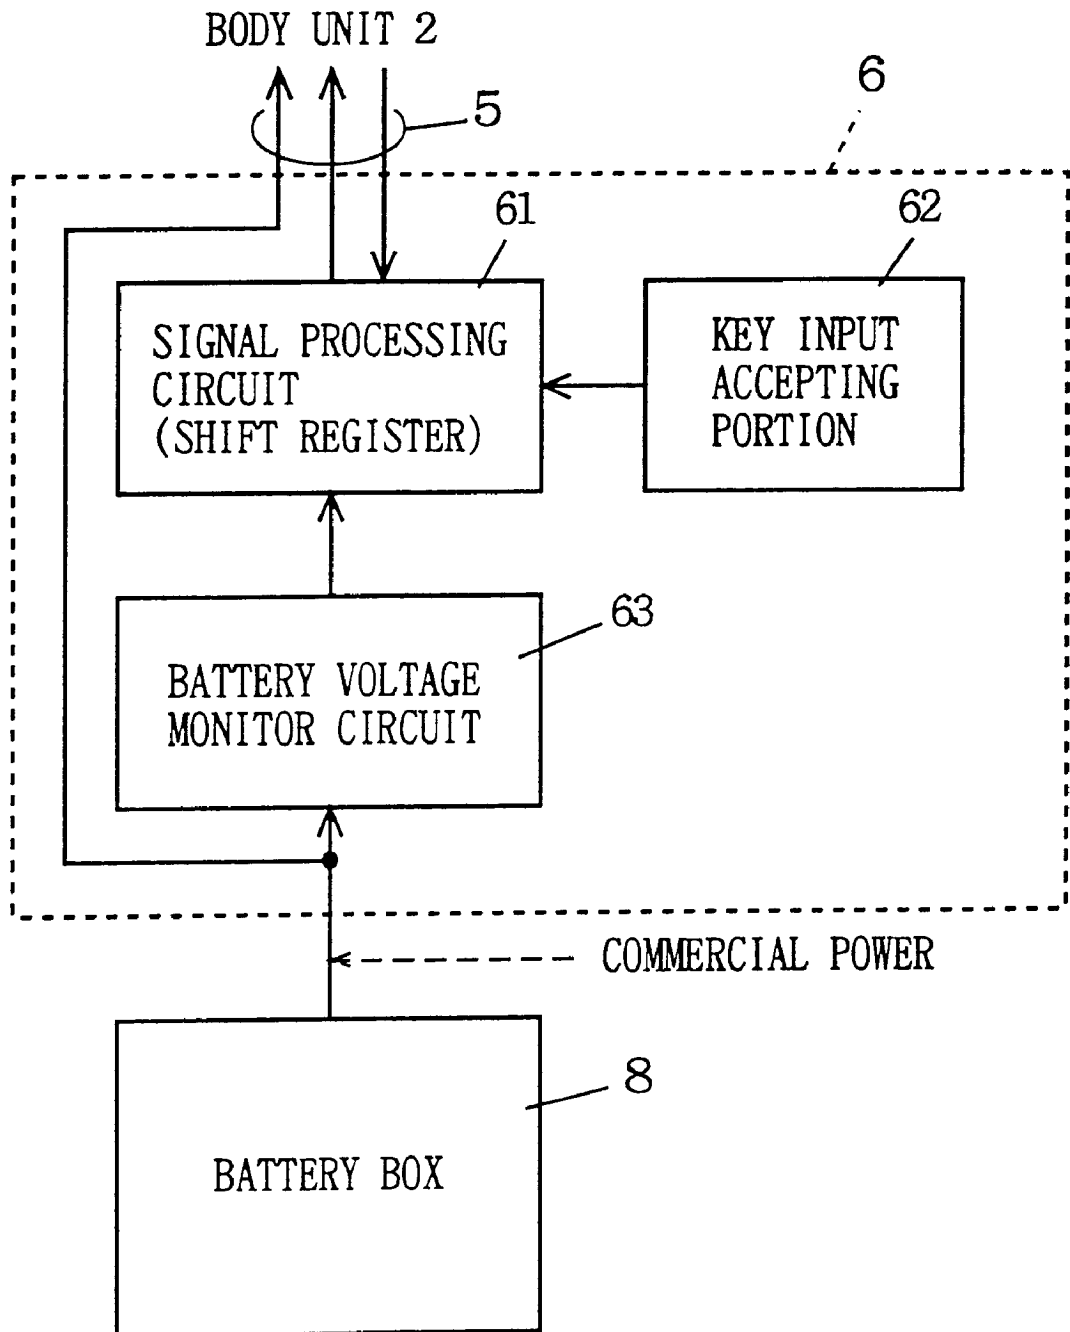 BODY UNIT 2
5
6
61
62
SIGNAL PROCESSING
CIRCUIT
(SHIFT REGISTER)
KEY INPUT
ACCEPTING
PORTION
63
BATTERY VOLTAGE
MONITOR CIRCUIT
COMMERCIAL POWER
8
BATTERY BOX